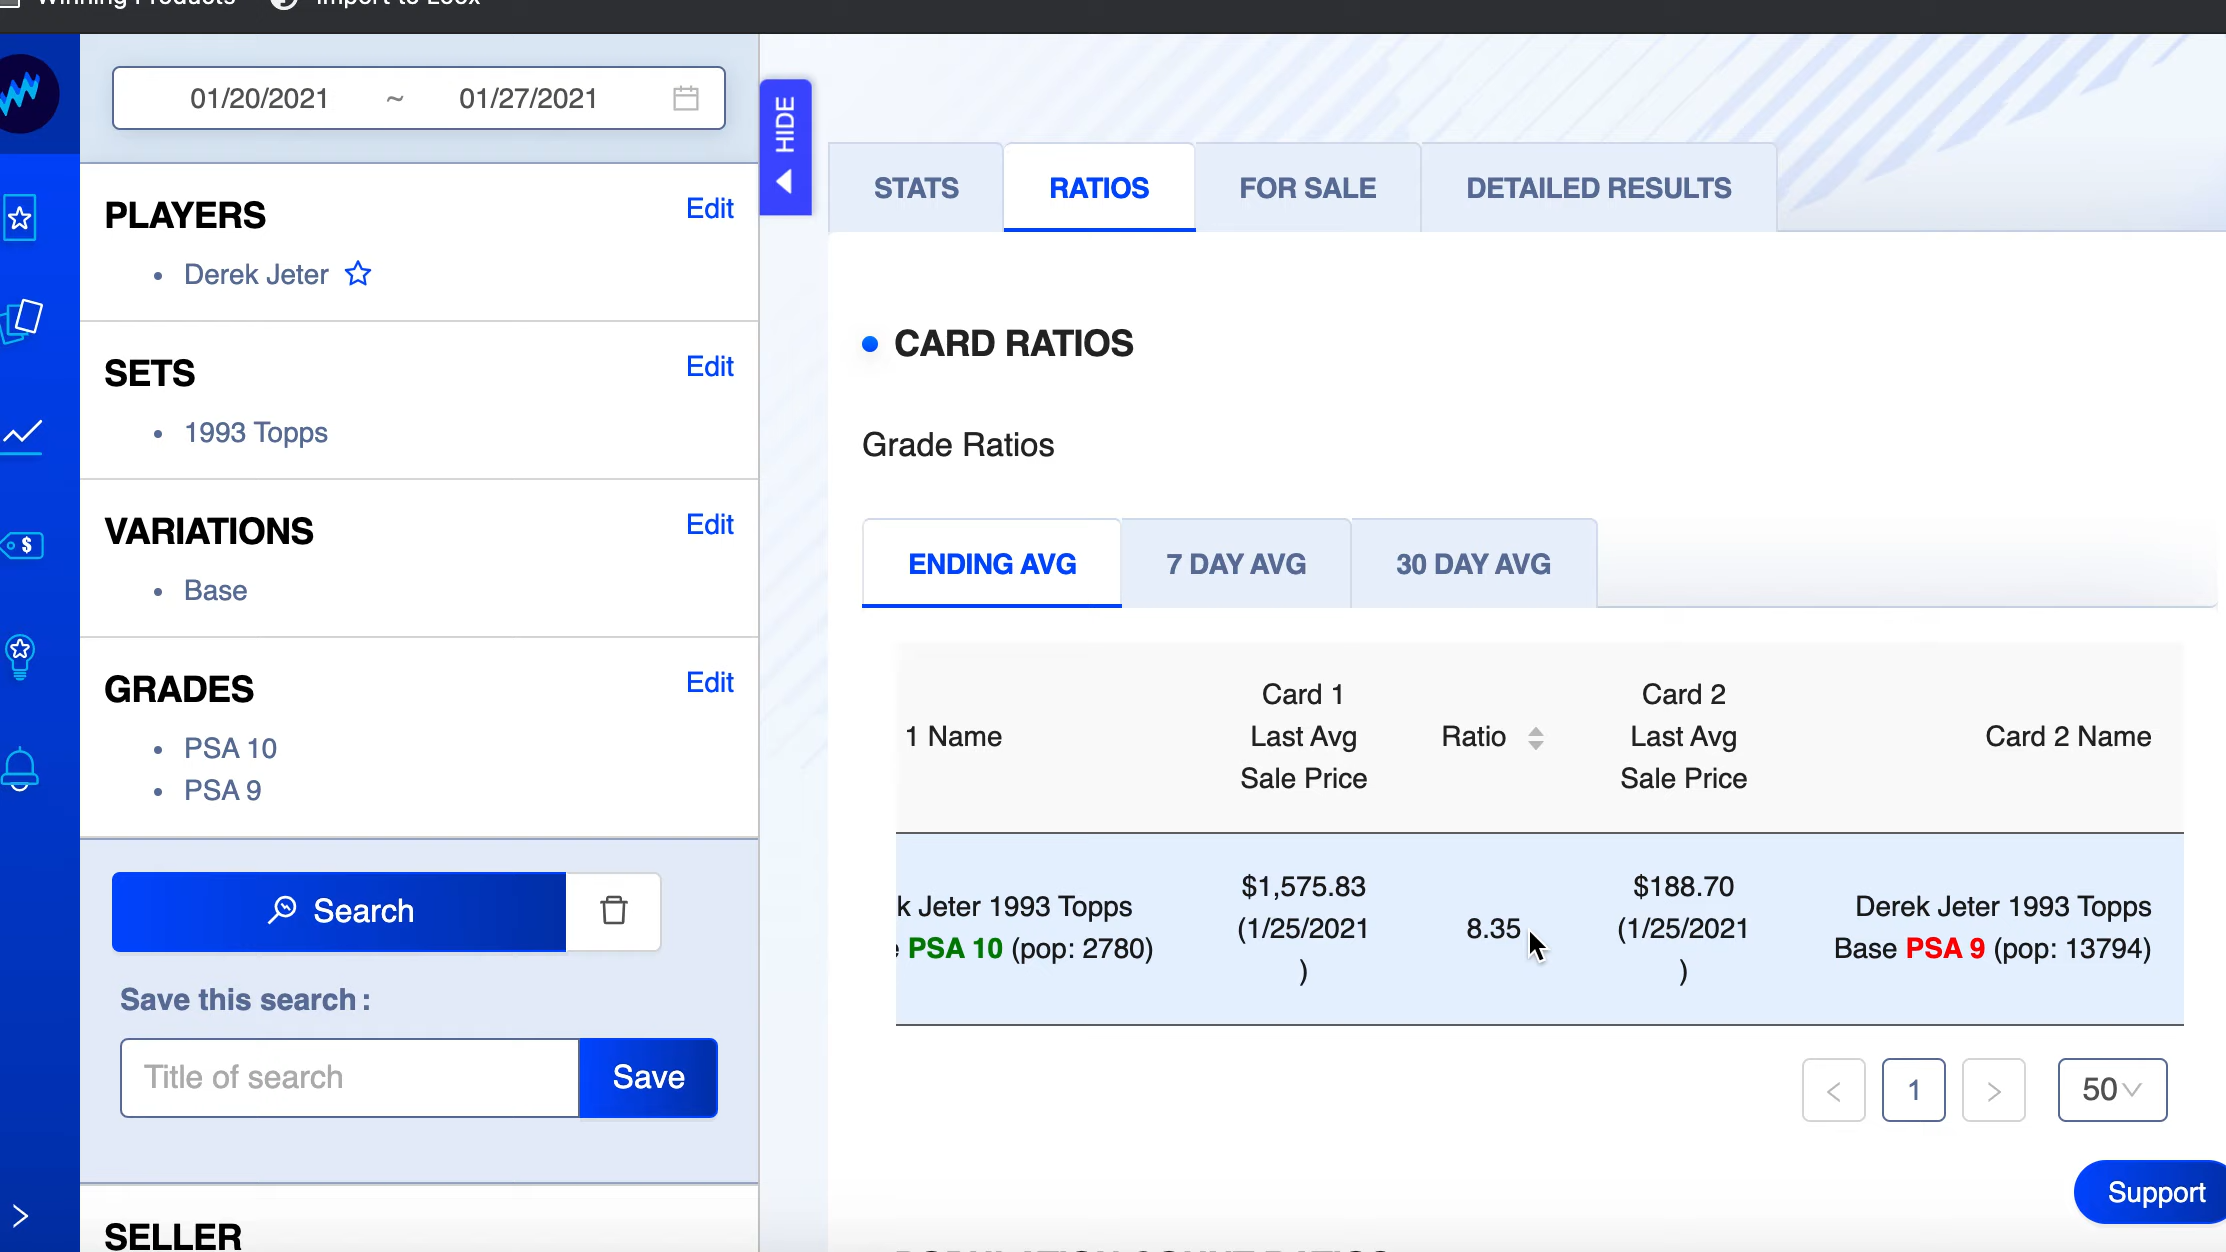 Winning Products Import to Loox
01/20/2021 ~ 01/27/2021
HIDE
PLAYERS Edit
Derek Jeter
SETS Edit
1993 Topps
VARIATIONS Edit
Base
GRADES Edit
PSA 10
PSA 9
Search
Save this search :
Title of search Save
SELLER
STATS RATIOS FOR SALE DETAILED RESULTS
CARD RATIOS
Grade Ratios
ENDING AVG 7 DAY AVG 30 DAY AVG
1 Name
Card 1
Last Avg
Sale Price
Ratio
Card 2
Last Avg
Sale Price
Card 2 Name
k Jeter 1993 Topps
e PSA 10 (pop: 2780)
$1,575.83
(1/25/2021
)
8.35
$188.70
(1/25/2021
)
Derek Jeter 1993 Topps
Base PSA 9 (pop: 13794)
< 1 > 50
Support